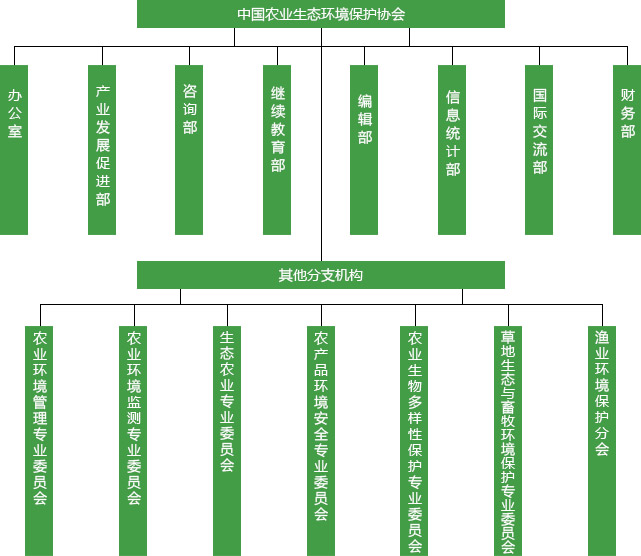 中国农业生态环境保护协会
办公室
产业发展促进部
咨询部
继续教育部
编辑部
信息统计部
国际交流部
财务部
其他分支机构
农业环境管理专业委员会
农业环境监测专业委员会
生态农业专业委员会
农产品环境安全专业委员会
农业生物多样性保护专业委员会
草地生态与畜牧环境保护专业委员会
渔业环境保护分会